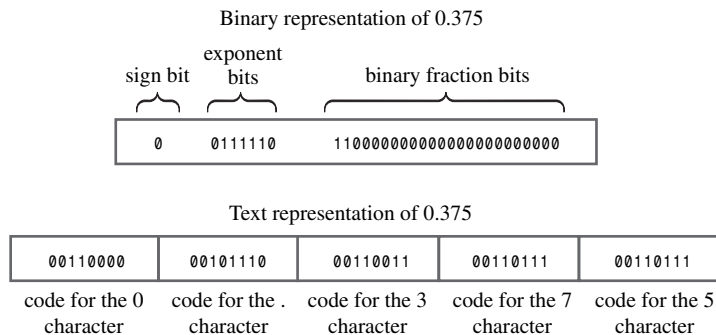 Binary representation of 0.375
exponent
sign bit bits binary fraction bits
0 0111110 110000000000000000000000
Text representation of 0.375
00110000 00101110 00110011 00110111 00110111
code for the 0 code for the . code for the 3 code for the 7 code for the 5
character character character character character